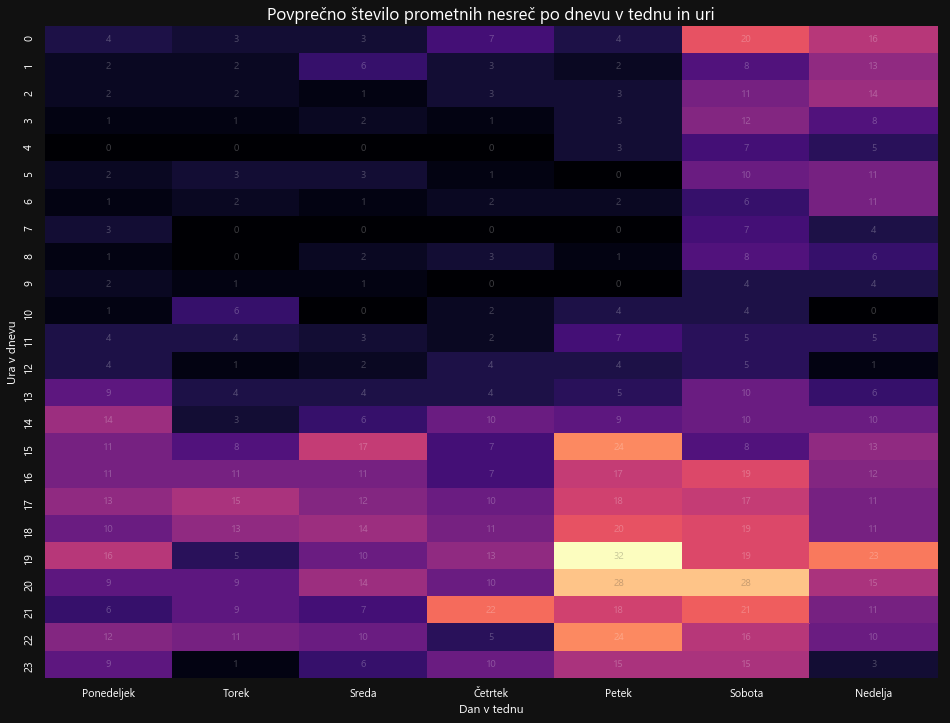 Povprečno število prometnih nesreč po dnevu v tednu in uri
Ura v dnevu
0 4 3 3 7 4 20 16
1 2 2 6 3 2 8 13
2 2 2 1 3 3 11 14
3 1 1 2 1 3 12 8
4 0 0 0 0 3 7 5
5 2 3 3 1 0 10 11
6 1 2 1 2 2 6 11
7 3 0 0 0 0 7 4
8 1 0 2 3 1 8 6
9 2 1 1 0 0 4 4
10 1 6 0 2 4 4 0
11 4 4 3 2 7 5 5
12 4 1 2 4 4 5 1
13 9 4 4 4 5 10 6
14 14 3 6 10 9 10 10
15 11 8 17 7 24 8 13
16 11 11 11 7 17 19 12
17 13 15 12 10 18 17 11
18 10 13 14 11 20 19 11
19 16 5 10 13 32 19 23
20 9 9 14 10 28 28 15
21 6 9 7 22 18 21 11
22 12 11 10 5 24 16 10
23 9 1 6 10 15 15 3
Ponedeljek Torek Sreda Četrtek Petek Sobota Nedelja
Dan v tednu